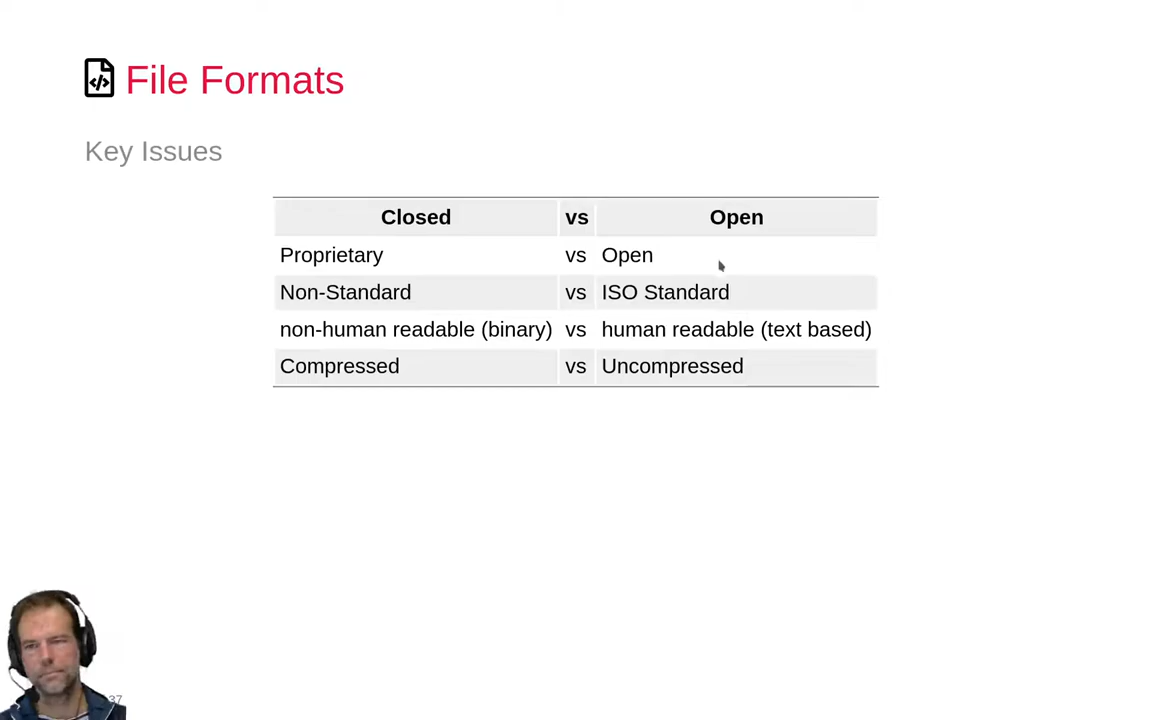 File Formats
Key Issues
Closed vs Open
Proprietary vs Open
Non-Standard vs ISO Standard
non-human readable (binary) vs human readable (text based)
Compressed vs Uncompressed
37